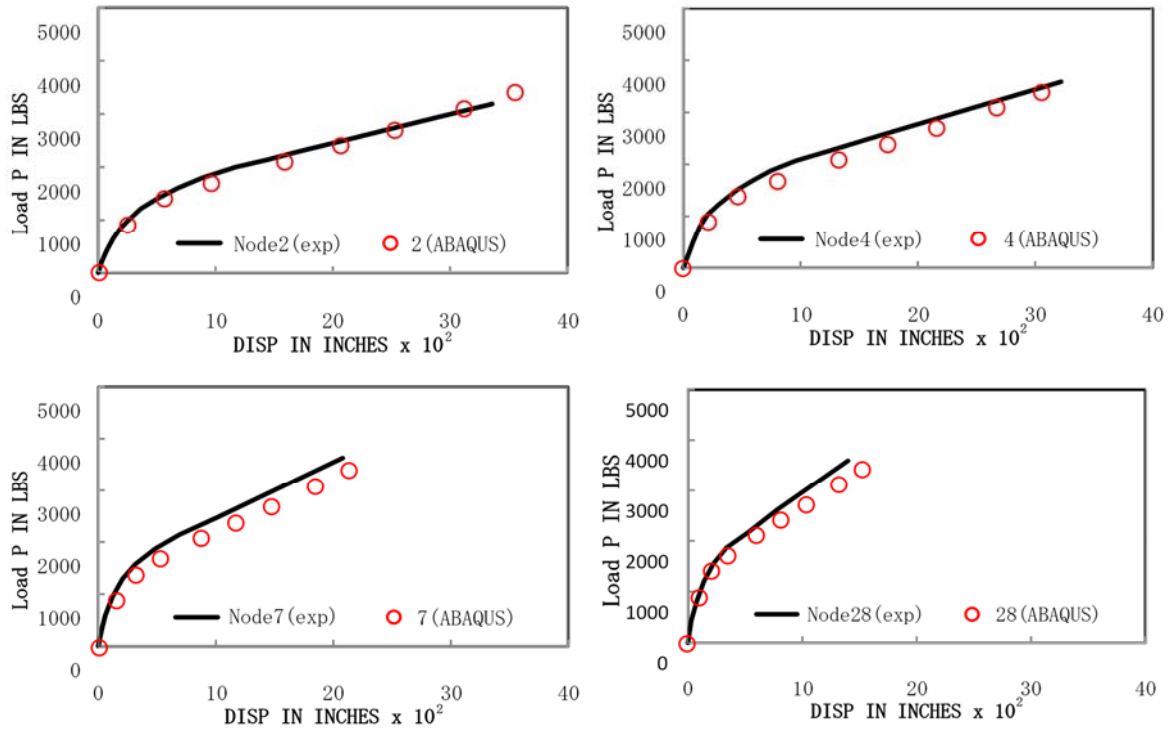 5000
4000
3000
2000
1000
0
Load P IN LBS
Node2(exp)
2(ABAQUS)
0 10 20 30 40
DISP IN INCHES x 10²
5000
4000
3000
2000
1000
0
Load P IN LBS
Node4(exp)
4(ABAQUS)
0 10 20 30 40
DISP IN INCHES x 10²
5000
4000
3000
2000
1000
0
Load P IN LBS
Node7(exp)
7(ABAQUS)
0 10 20 30 40
DISP IN INCHES x 10²
5000
4000
3000
2000
1000
0
Load P IN LBS
Node28(exp)
28(ABAQUS)
0 10 20 30 40
DISP IN INCHES x 10²